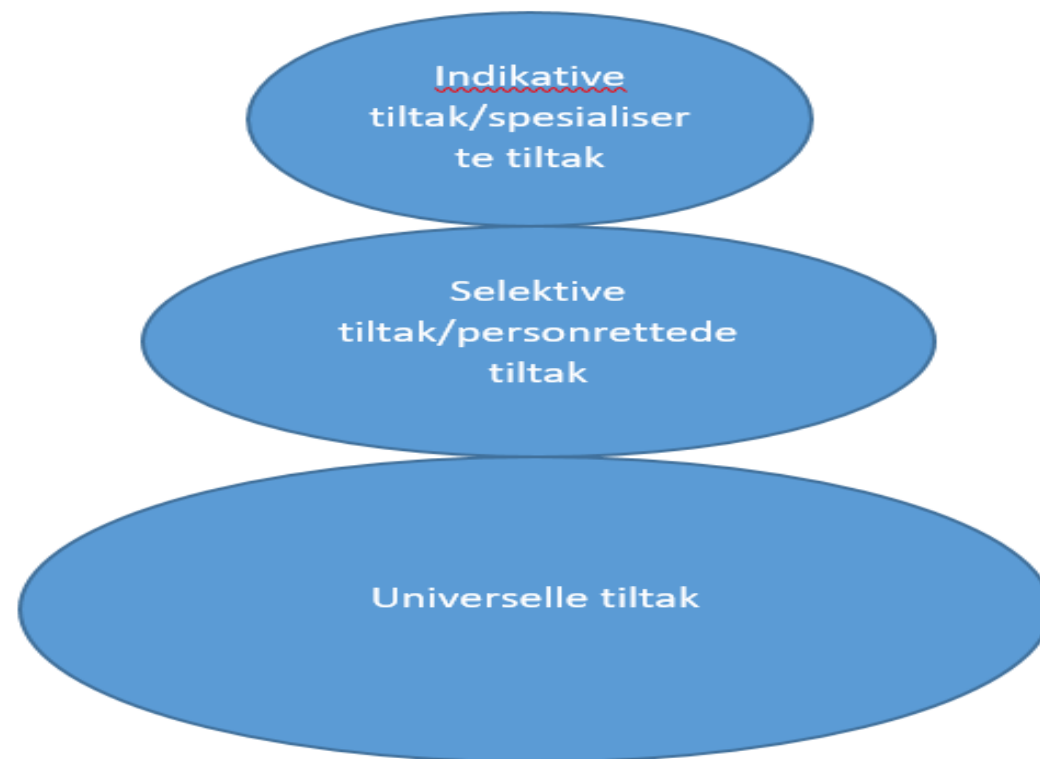 Indikative
tiltak/spesialiser
te tiltak
Selektive
tiltak/personrettede
tiltak
Universelle tiltak